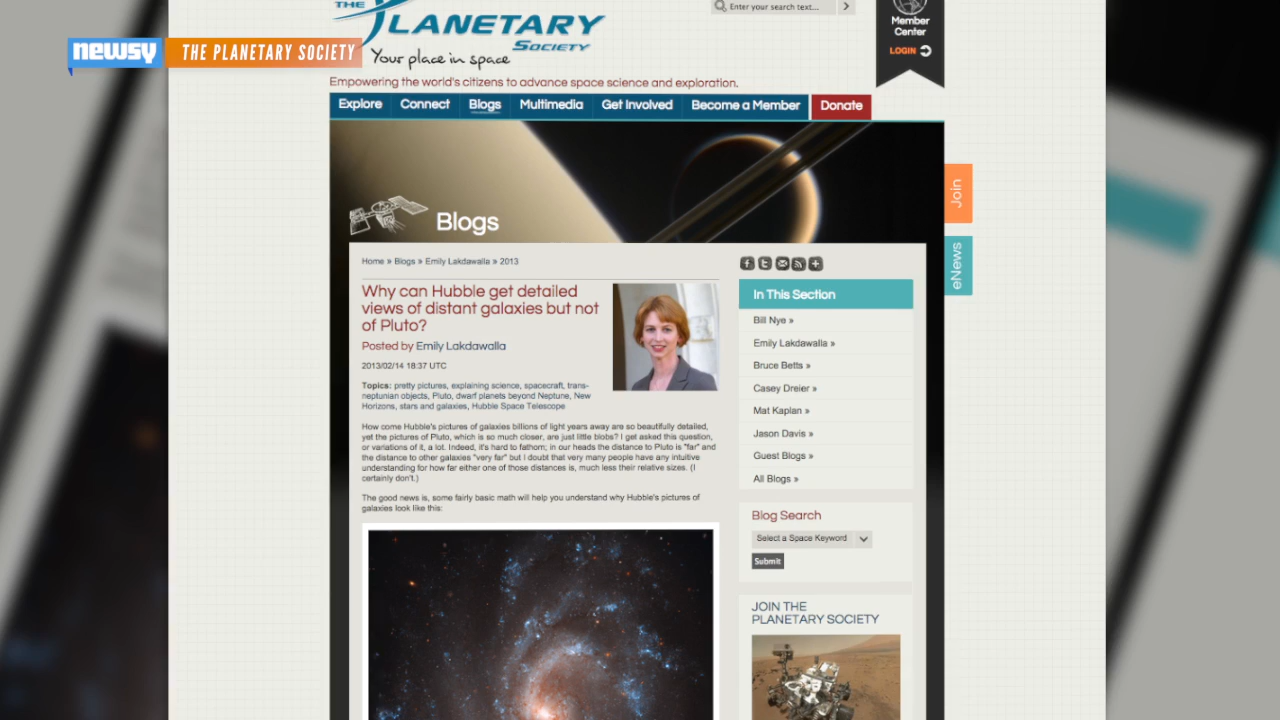 THE
PLANETARY
SOCIETY
Your place in space
Enter your search text...
Member
Center
LOGIN
newsy THE PLANETARY SOCIETY
Empowering the world's citizens to advance space science and exploration.
Explore Connect Blogs Multimedia Get Involved Become a Member Donate
Join
eNews
Blogs
Home » Blogs » Emily Lakdawalla » 2013
Why can Hubble get detailed
views of distant galaxies but not
of Pluto?
Posted by Emily Lakdawalla
2013/02/14 18:37 UTC
Topics: pretty pictures, explaining science, spacecraft, trans-
neptunian objects, Pluto, dwarf planets beyond Neptune, New
Horizons, stars and galaxies, Hubble Space Telescope
How come Hubble's pictures of galaxies billions of light years away are so beautifully detailed,
yet the pictures of Pluto, which is so much closer, are just little blobs? I get asked this question,
or variations of it, a lot. Indeed, it's hard to fathom; in our heads the distance to Pluto is "far" and
the distance to other galaxies "very far" but I doubt that very many people have any intuitive
understanding for how far either one of those distances is, much less their relative sizes. (I
certainly don't.)
The good news is, some fairly basic math will help you understand why Hubble's pictures of
galaxies look like this:
In This Section
Bill Nye »
Emily Lakdawalla »
Bruce Betts »
Casey Dreier »
Mat Kaplan »
Jason Davis »
Guest Blogs »
All Blogs »
Blog Search
Select a Space Keyword
Submit
JOIN THE
PLANETARY SOCIETY